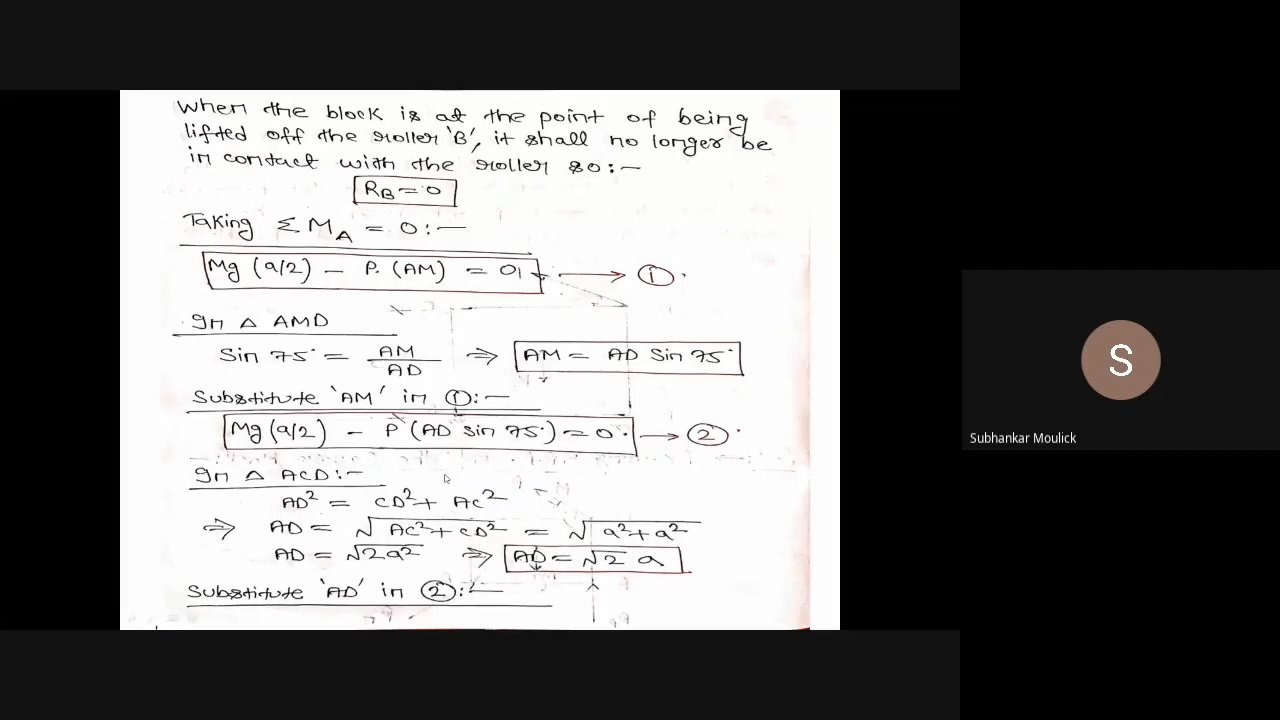 When the block is at the point of being
lifted off the roller 'B', it shall no longer be
in contact with the roller so:-
R_B = 0
Taking Σ M_A = 0:-
Mg (a/2) - P. (AM) = 0 → ①
In Δ AMD
Sin 75° = AM/AD ⇒ AM = AD Sin 75°
Substitute 'AM' in ①:-
Mg (a/2) - P (AD sin 75°) = 0 → ②
In Δ ACD:-
AD² = CD² + AC²
⇒ AD = √AC² + CD² = √a² + a²
AD = √2a² ⇒ AD = √2 a
Substitute 'AD' in ②:-
S
Subhankar Moulick